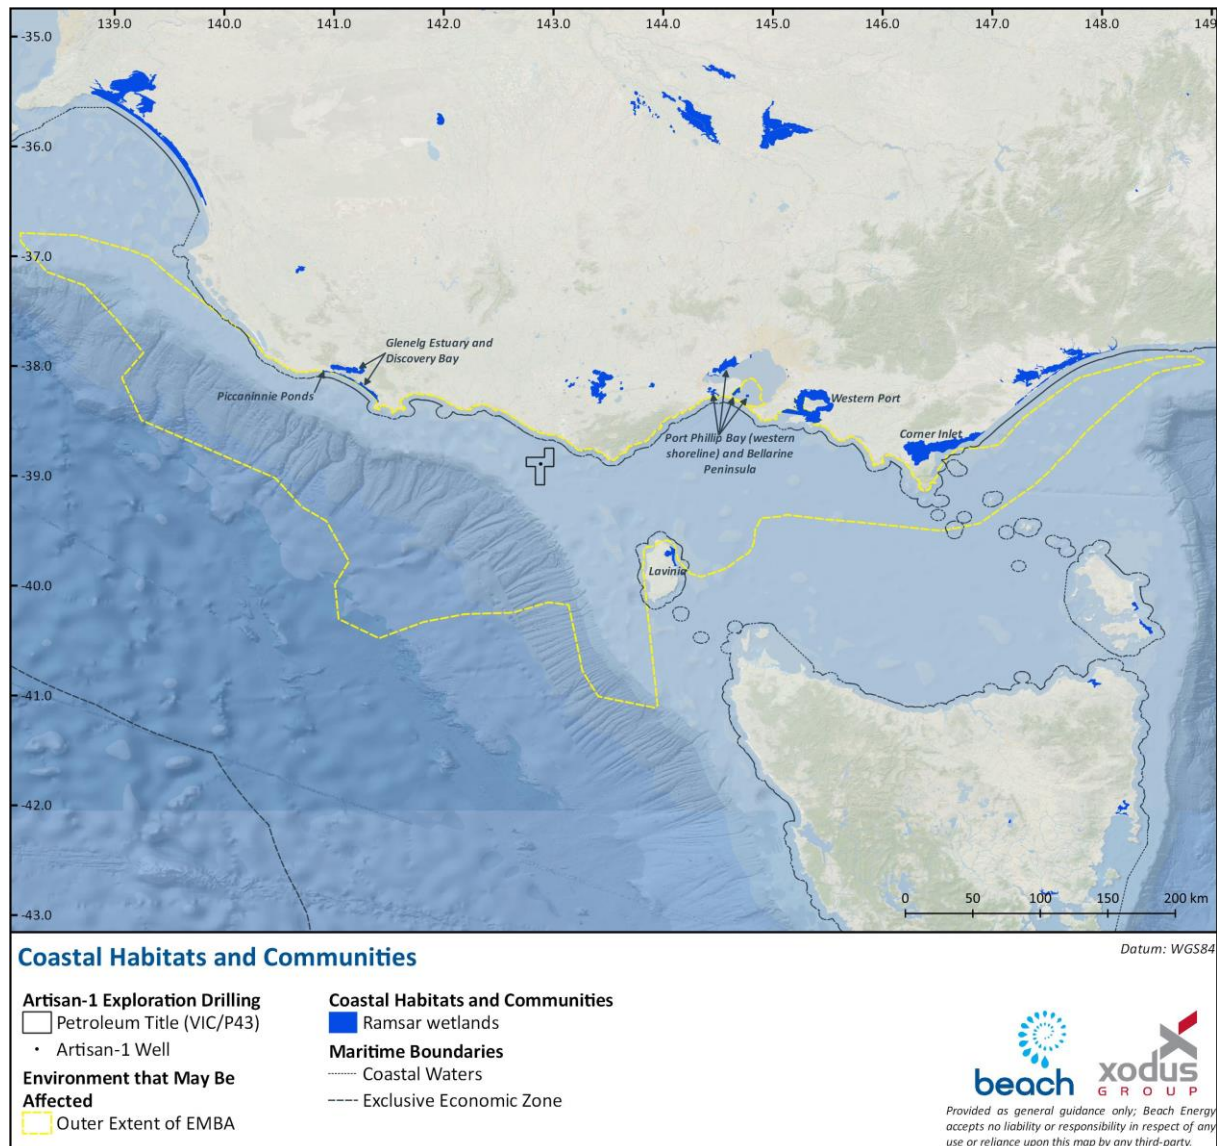 139.0 140.0 141.0 142.0 143.0 144.0 145.0 146.0 147.0 148.0 149
-35.0
-36.0
-37.0
-38.0
-39.0
-40.0
-41.0
-42.0
-43.0
Glenelg Estuary and
Discovery Bay
Piccaninnie Ponds
Western Port
Port Phillip Bay (western
shoreline) and Bellarine
Peninsula
Corner Inlet
Lavinia
0 50 100 150 200 km
Coastal Habitats and Communities
Datum: WGS84
Artisan-1 Exploration Drilling
Petroleum Title (VIC/P43)
Artisan-1 Well
Environment that May Be
Affected
Outer Extent of EMBA
Coastal Habitats and Communities
Ramsar wetlands
Maritime Boundaries
Coastal Waters
Exclusive Economic Zone
beach
xodus
GROUP
Provided as general guidance only; Beach Energy
accepts no liability or responsibility in respect of any
use or reliance upon this map by any third-party.